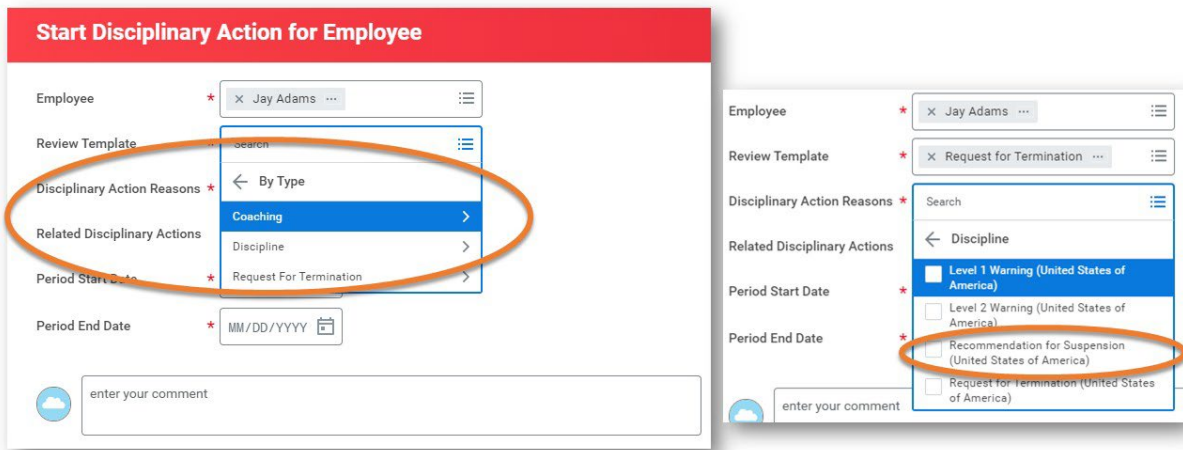 Start Disciplinary Action for Employee
Employee * × Jay Adams ...
Review Template * Search
← By Type
Disciplinary Action Reasons *
Coaching >
Related Disciplinary Actions
Discipline >
Period Start Date * Request For Termination >
Period End Date * MM/DD/YYYY
enter your comment
Employee * × Jay Adams ...
Review Template * × Request for Termination ...
Disciplinary Action Reasons * Search
Related Disciplinary Actions ← Discipline
Level 1 Warning (United States of
America)
Period Start Date *
Level 2 Warning (United States of
America)
Period End Date *
Recommendation for Suspension
(United States of America)
Request for Termination (United States
of America)
enter your comment